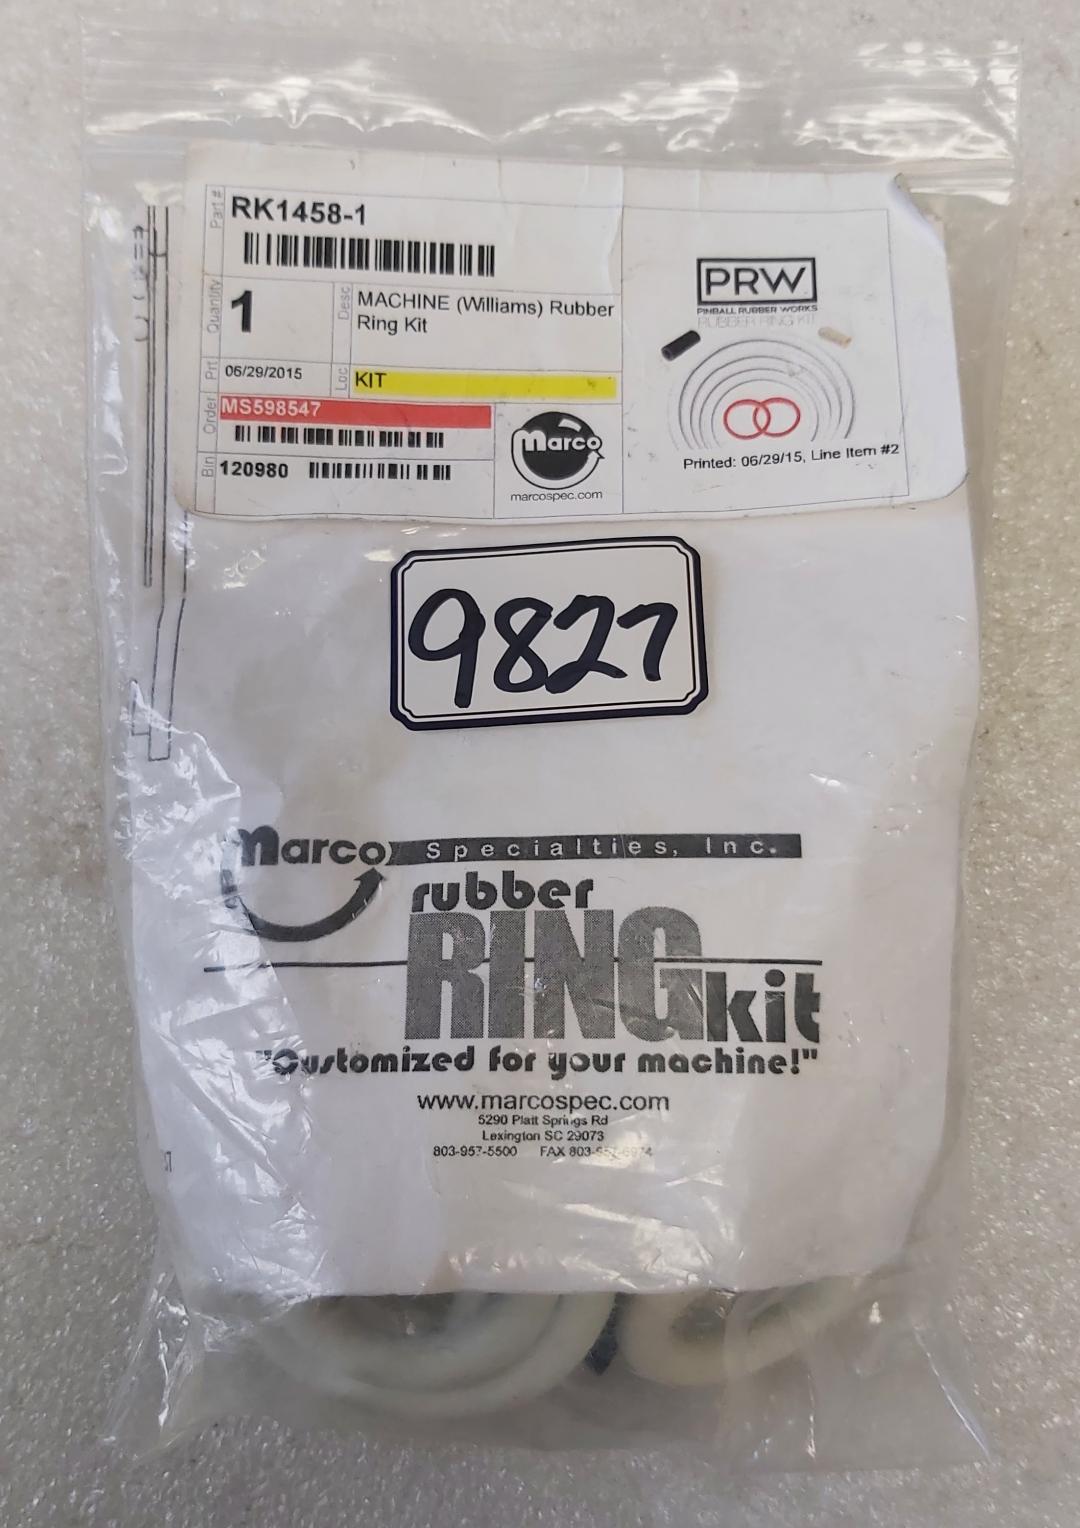 Part #
RK1458-1
Quantity
1
Desc
MACHINE (Williams) Rubber
Ring Kit
Prt
06/29/2015
Loc
KIT
Order
MS598547
Bin
120980
marco
marcospec.com
PRW
PINBALL RUBBER WORKS
RUBBER RING KIT
Printed: 06/29/15, Line Item #2
9827
marco Specialties, Inc.
rubber
RING kit
"Customized for your machine!"
www.marcospec.com
5290 Platt Springs Rd
Lexington SC 29073
803-957-5500 FAX